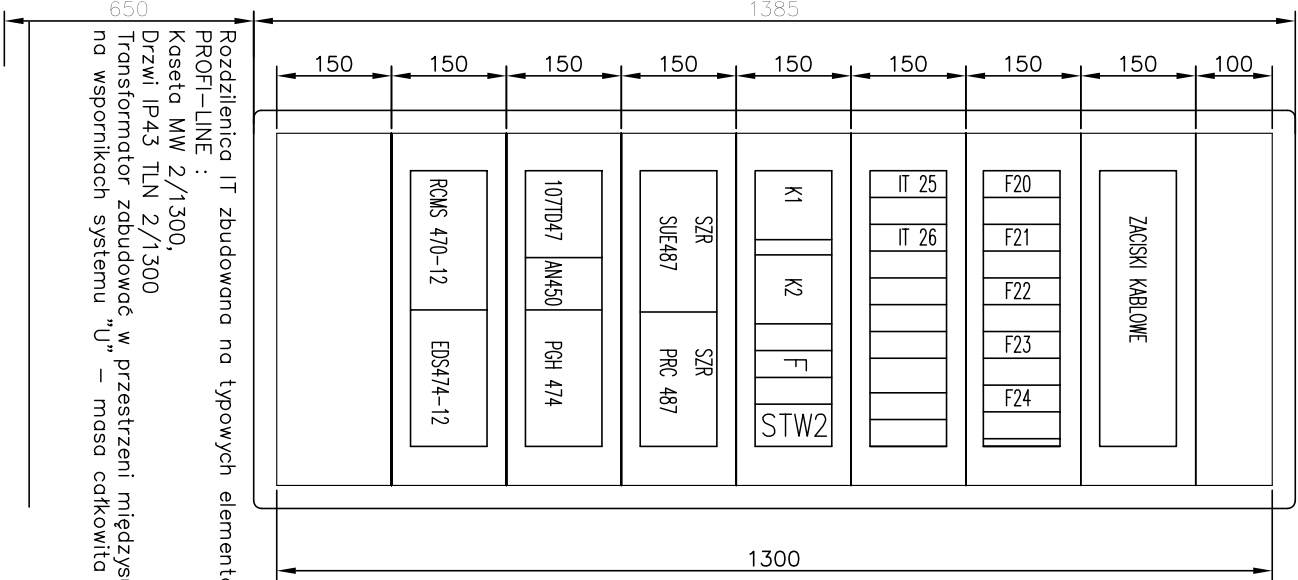 650
1385
150 150 150 150 150 150 150 150 100
RCMS 470-12
EDS474-12
107TD47
AN450
PGH 474
SZR
SUE487
SZR
PRC 487
K1
K2
F
STW2
IT 25
IT 26
F20
F21
F22
F23
F24
ZACISKI KABLOWE
1300
Rozdzilenica IT zbudowana na typowych
PROFI-LINE :
Kaseta MW 2/1300,
Drzwi IP43 TLN 2/1300
Transformator zabudować w przestrzeni
na wspornikach systemu "U" - masa całkowita